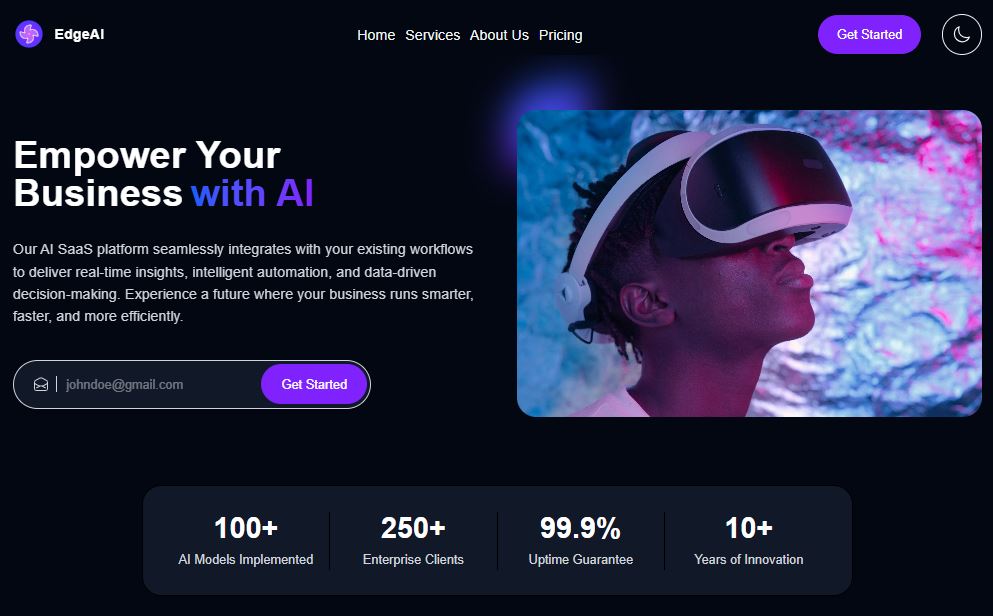 EdgeAI
Home Services About Us Pricing
Get Started
Empower Your
Business with AI
Our AI SaaS platform seamlessly integrates with your existing workflows
to deliver real-time insights, intelligent automation, and data-driven
decision-making. Experience a future where your business runs smarter,
faster, and more efficiently.
johndoe@gmail.com
Get Started
100+
AI Models Implemented
250+
Enterprise Clients
99.9%
Uptime Guarantee
10+
Years of Innovation